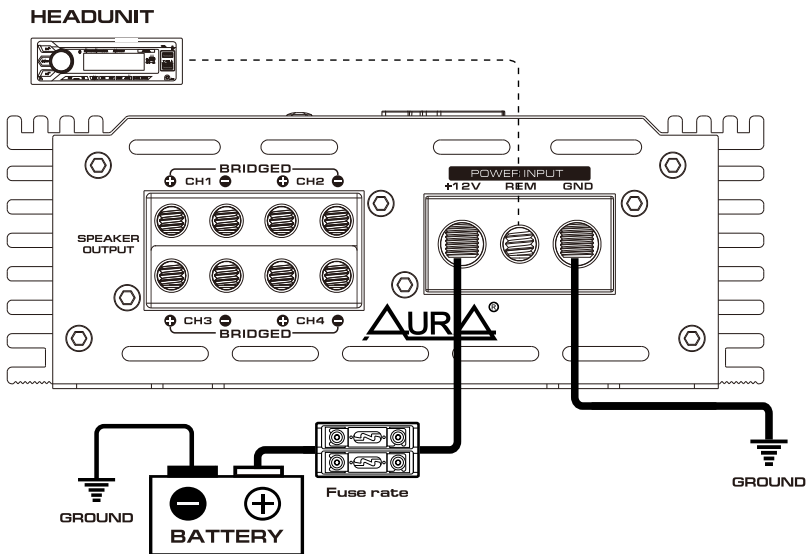 HEADUNIT
BRIDGED
+ CH1 − + CH2 −
POWER INPUT
+12V REM GND
SPEAKER
OUTPUT
+ CH3 − + CH4 −
BRIDGED
AURA®
Fuse rate
GROUND
GROUND
− +
BATTERY